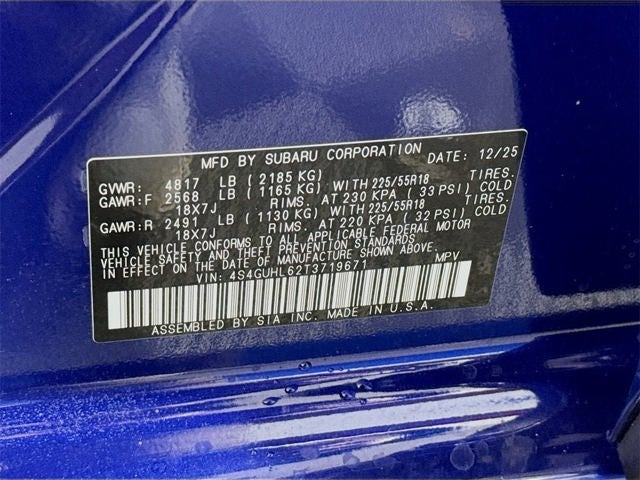 MFD BY SUBARU CORPORATION DATE: 12/25
GVWR: 4817 LB ( 2185 KG)
GAWR:F 2568 LB ( 1165 KG) WITH 225/55R18 TIRES.
18X7J RIMS. AT 230 KPA ( 33 PSI) COLD
GAWR:R 2491 LB ( 1130 KG) WITH 225/55R18 TIRES.
18X7J RIMS. AT 220 KPA ( 32 PSI) COLD
THIS VEHICLE CONFORMS TO ALL APPLICABLE FEDERAL MOTOR
VEHICLE SAFETY AND THEFT PREVENTION STANDARDS
IN EFFECT ON THE DATE OF MANUFACTURE SHOWN ABOVE.
VIN: 4S4GUHL62T3719671 MPV
ASSEMBLED BY SIA INC. MADE IN U.S.A.